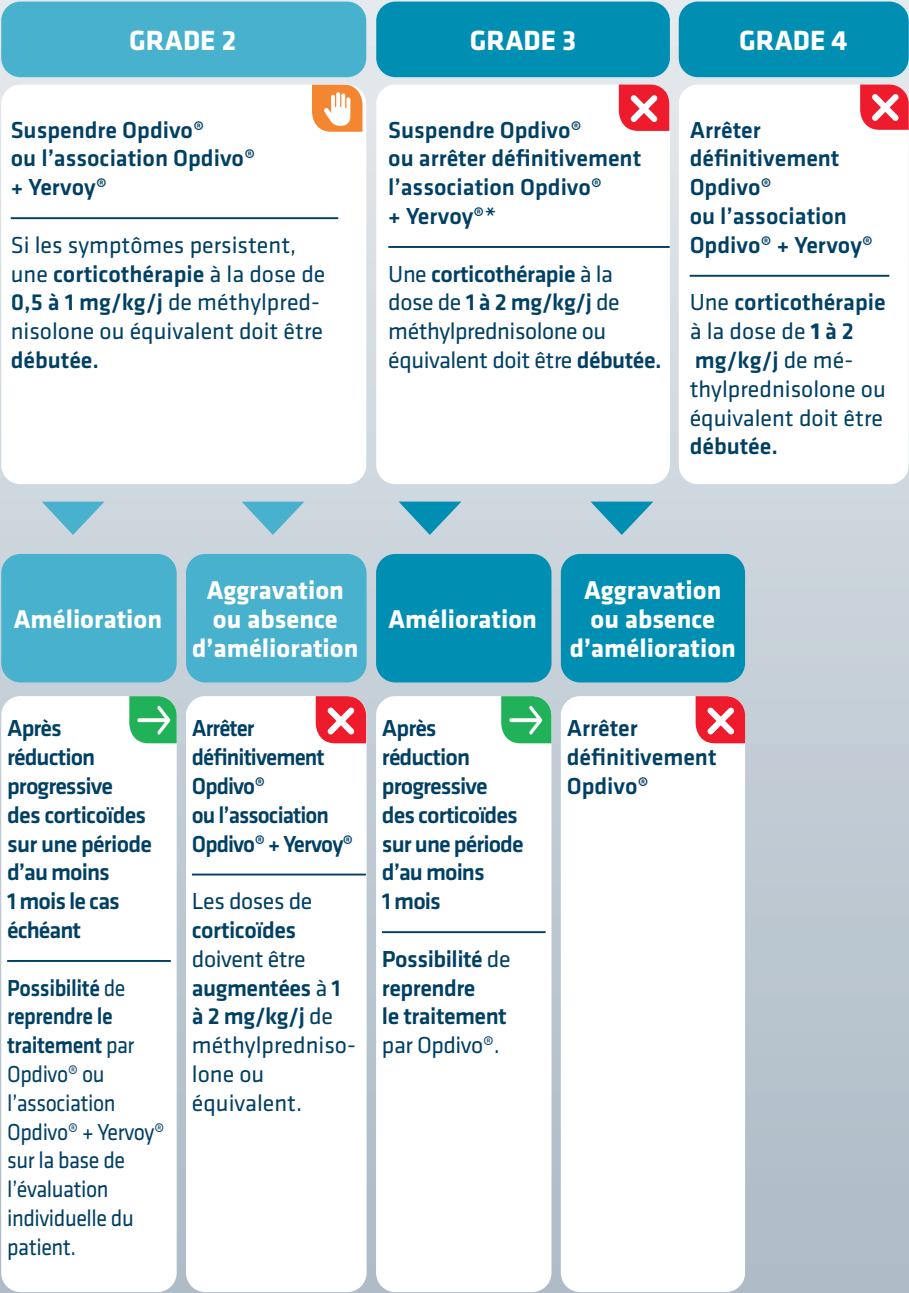 GRADE 2
Suspendre Opdivo®
ou l'association Opdivo®
+ Yervoy®
Si les symptômes persistent,
une corticothérapie à la dose de
0,5 à 1 mg/kg/j de méthylpred-
nisolone ou équivalent doit être
débutée.
GRADE 3
Suspendre Opdivo®
ou arrêter définitivement
l'association Opdivo®
+ Yervoy®*
Une corticothérapie à la
dose de 1 à 2 mg/kg/j de
méthylprednisolone ou
équivalent doit être débutée.
GRADE 4
Arrêter
définitivement
Opdivo®
ou l'association
Opdivo® + Yervoy®
Une corticothérapie
à la dose de 1 à 2
mg/kg/j de mé-
thylprednisolone ou
équivalent doit être
débutée.
Amélioration
Après
réduction
progressive
des corticoïdes
sur une période
d'au moins
1 mois le cas
échéant
Possibilité de
reprendre le
traitement par
Opdivo® ou
l'association
Opdivo® + Yervoy®
sur la base de
l'évaluation
individuelle du
patient.
Aggravation
ou absence
d'amélioration
Arrêter
définitivement
Opdivo®
ou l'association
Opdivo® + Yervoy®
Les doses de
corticoïdes
doivent être
augmentées à 1
à 2 mg/kg/j de
méthylpredniso-
lone ou
équivalent.
Amélioration
Après
réduction
progressive
des corticoïdes
sur une période
d'au moins
1 mois
Possibilité de
reprendre
le traitement
par Opdivo®.
Aggravation
ou absence
d'amélioration
Arrêter
définitivement
Opdivo®